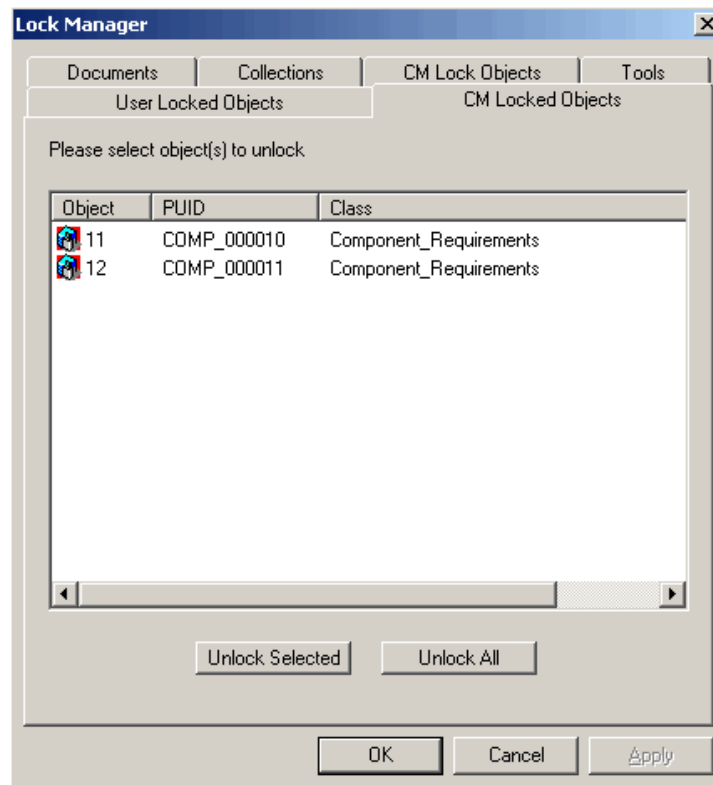 Lock Manager
Documents Collections CM Lock Objects Tools
User Locked Objects CM Locked Objects
Please select object(s) to unlock
Object PUID Class
11 COMP_000010 Component_Requirements
12 COMP_000011 Component_Requirements
Unlock Selected Unlock All
OK Cancel Apply